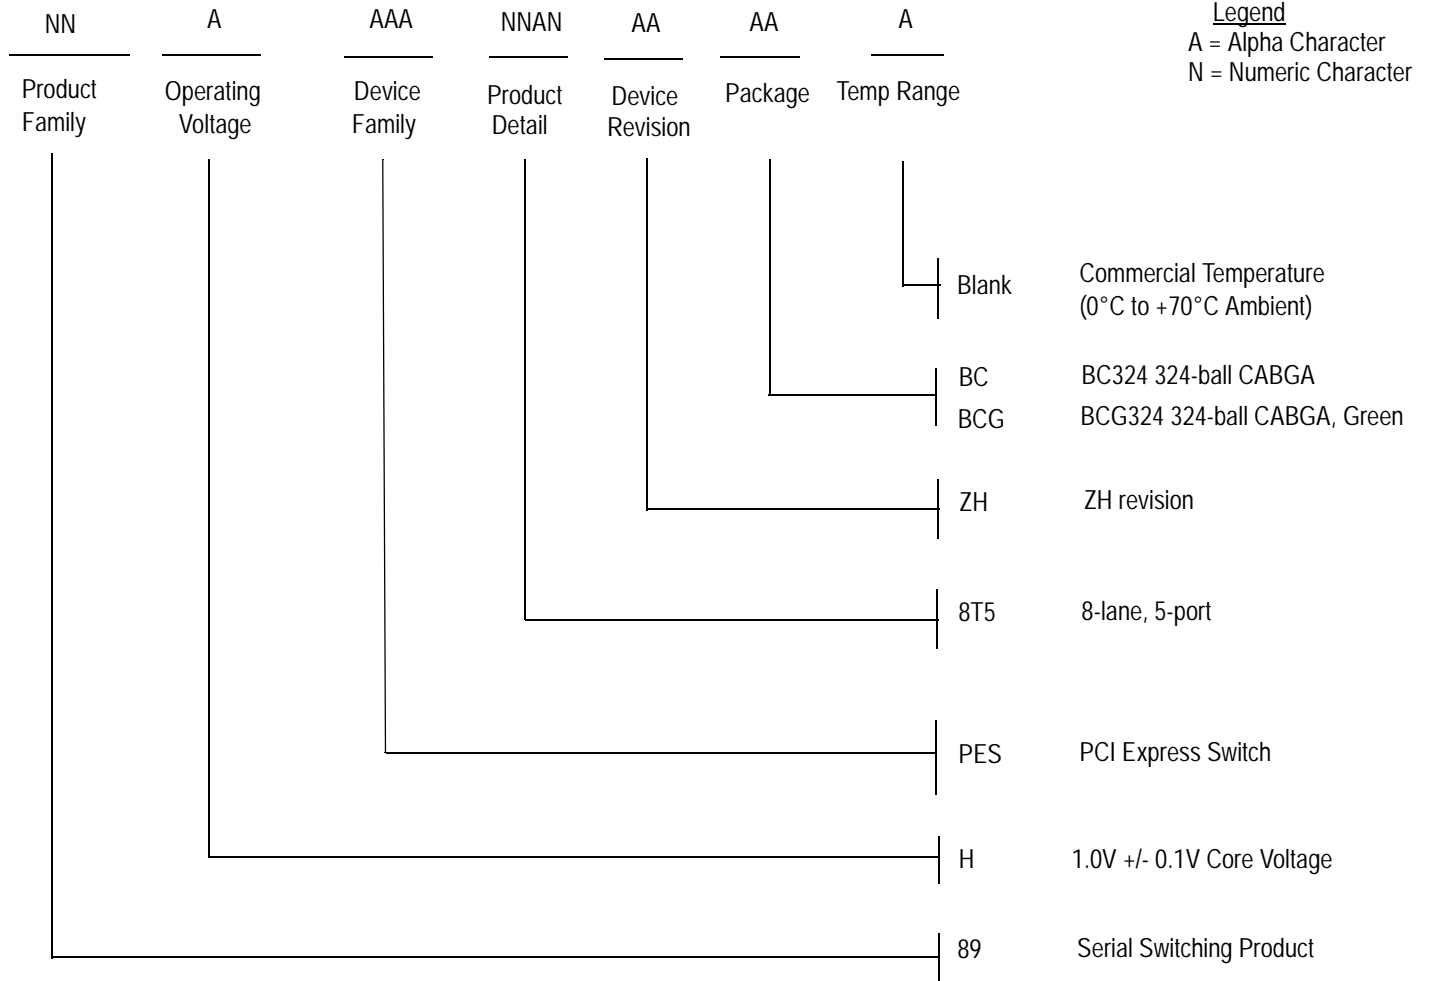 NN A AAA NNAN AA AA A
Product Family
Operating Voltage
Device Family
Product Detail
Device Revision
Package
Temp Range
Legend
A = Alpha Character
N = Numeric Character
Blank Commercial Temperature
(0°C to +70°C Ambient)
BC BC324 324-ball CABGA
BCG BCG324 324-ball CABGA, Green
ZH ZH revision
8T5 8-lane, 5-port
PES PCI Express Switch
H 1.0V +/- 0.1V Core Voltage
89 Serial Switching Product